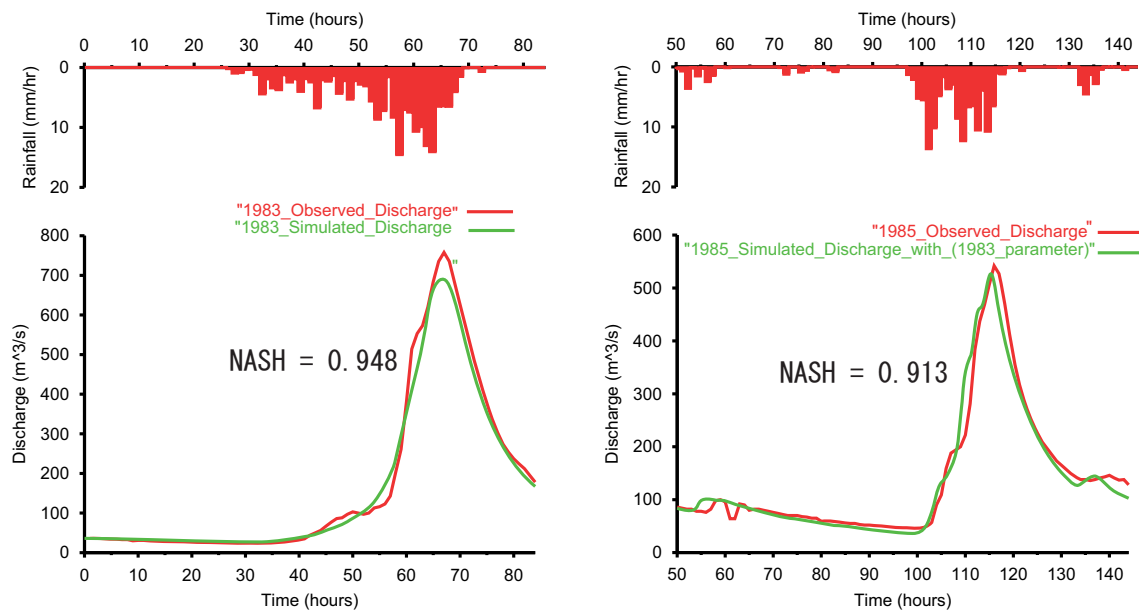 Time (hours)
0 10 20 30 40 50 60 70 80
0
10
20
Rainfall (mm/hr)
"1983_Observed_Discharge"
"1983_Simulated_Discharge
"
800
700
600
500
400
300
200
100
0
Discharge (m^3/s)
NASH = 0.948
0 10 20 30 40 50 60 70 80
Time (hours)
Time (hours)
50 60 70 80 90 100 110 120 130 140
0
10
20
Rainfall (mm/hr)
"1985_Observed_Discharge"
"1985_Simulated_Discharge_with_(1983_parameter)"
600
500
400
300
200
100
0
Discharge (m^3/s)
NASH = 0.913
50 60 70 80 90 100 110 120 130 140
Time (hours)